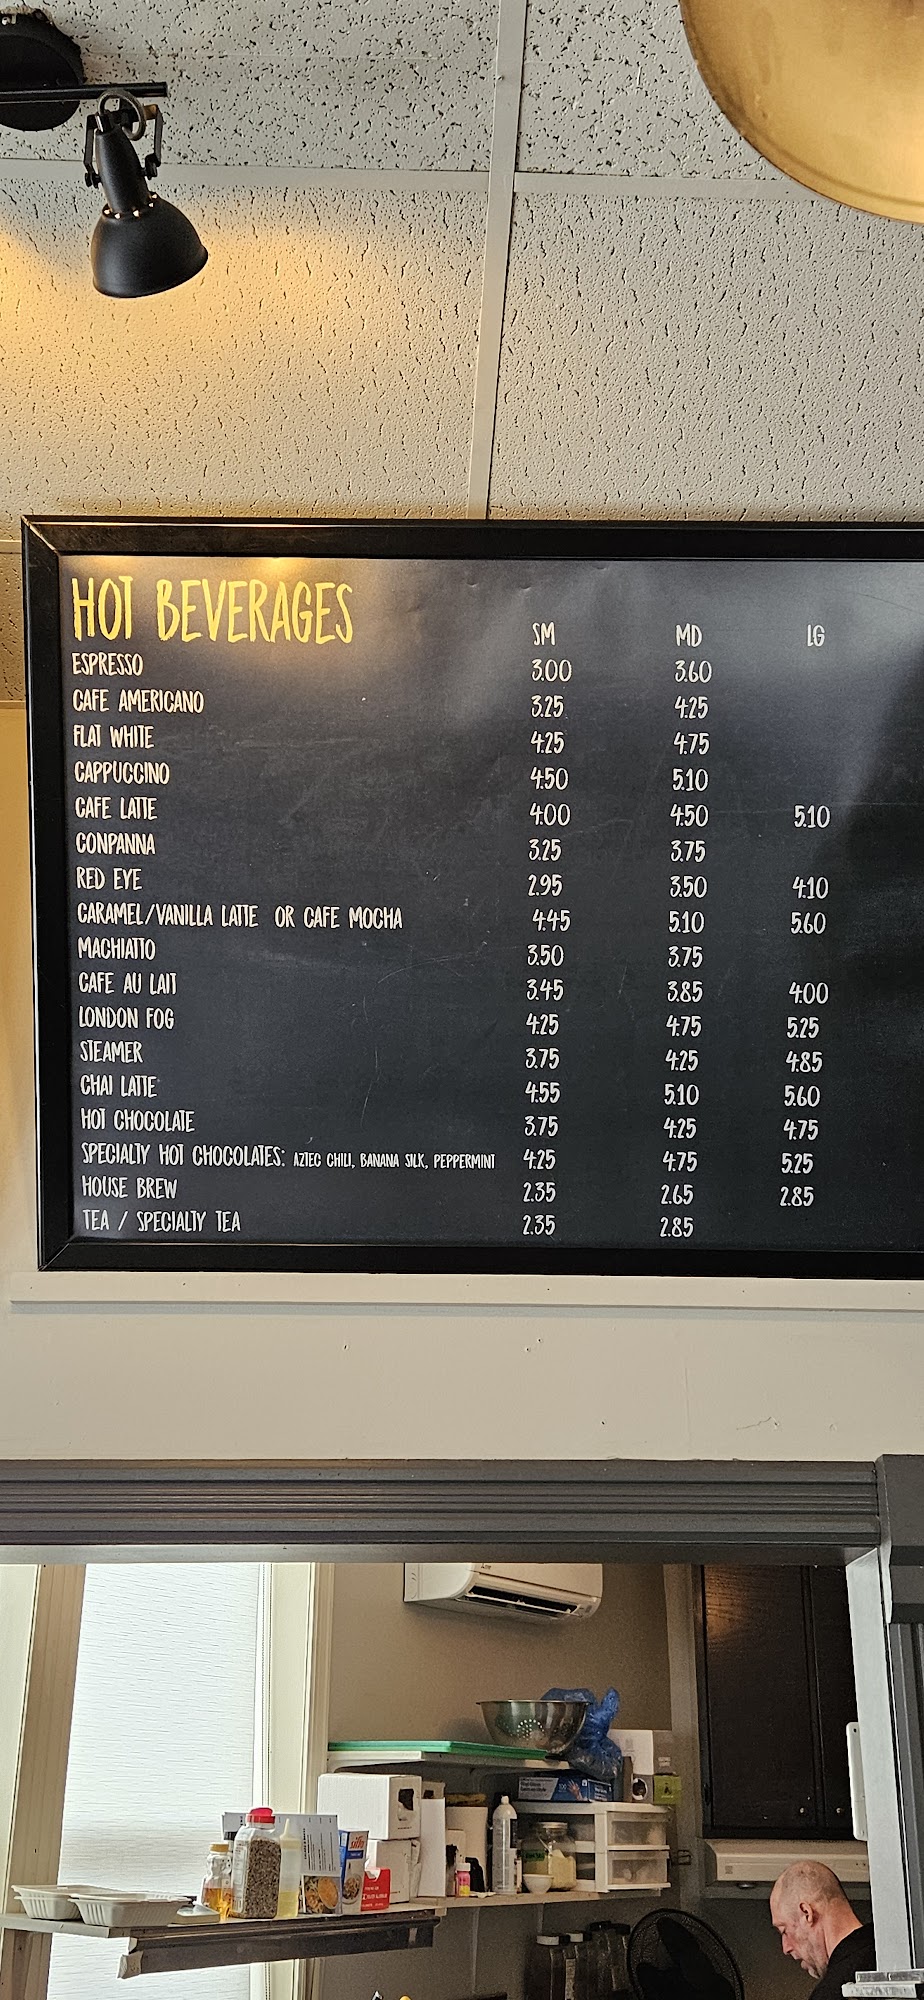 HOT BEVERAGES SM MD LG
ESPRESSO 3.00 3.60
CAFE AMERICANO 3.25 4.25
FLAT WHITE 4.25 4.75
CAPPUCCINO 4.50 5.10
CAFE LATTE 4.00 4.50 5.10
CONPANNA 3.25 3.75
RED EYE 2.95 3.50 4.10
CARAMEL/VANILLA LATTE OR CAFE MOCHA 4.45 5.10 5.60
MACHIATTO 3.50 3.75
CAFE AU LAIT 3.45 3.85 4.00
LONDON FOG 4.25 4.75 5.25
STEAMER 3.75 4.25 4.85
CHAI LATTE 4.55 5.10 5.60
HOT CHOCOLATE 3.75 4.25 4.75
SPECIALTY HOT CHOCOLATES: AZTEC CHILI, BANANA SILK, PEPPERMINT 4.25 4.75 5.25
HOUSE BREW 2.35 2.65 2.85
TEA / SPECIALTY TEA 2.35 2.85